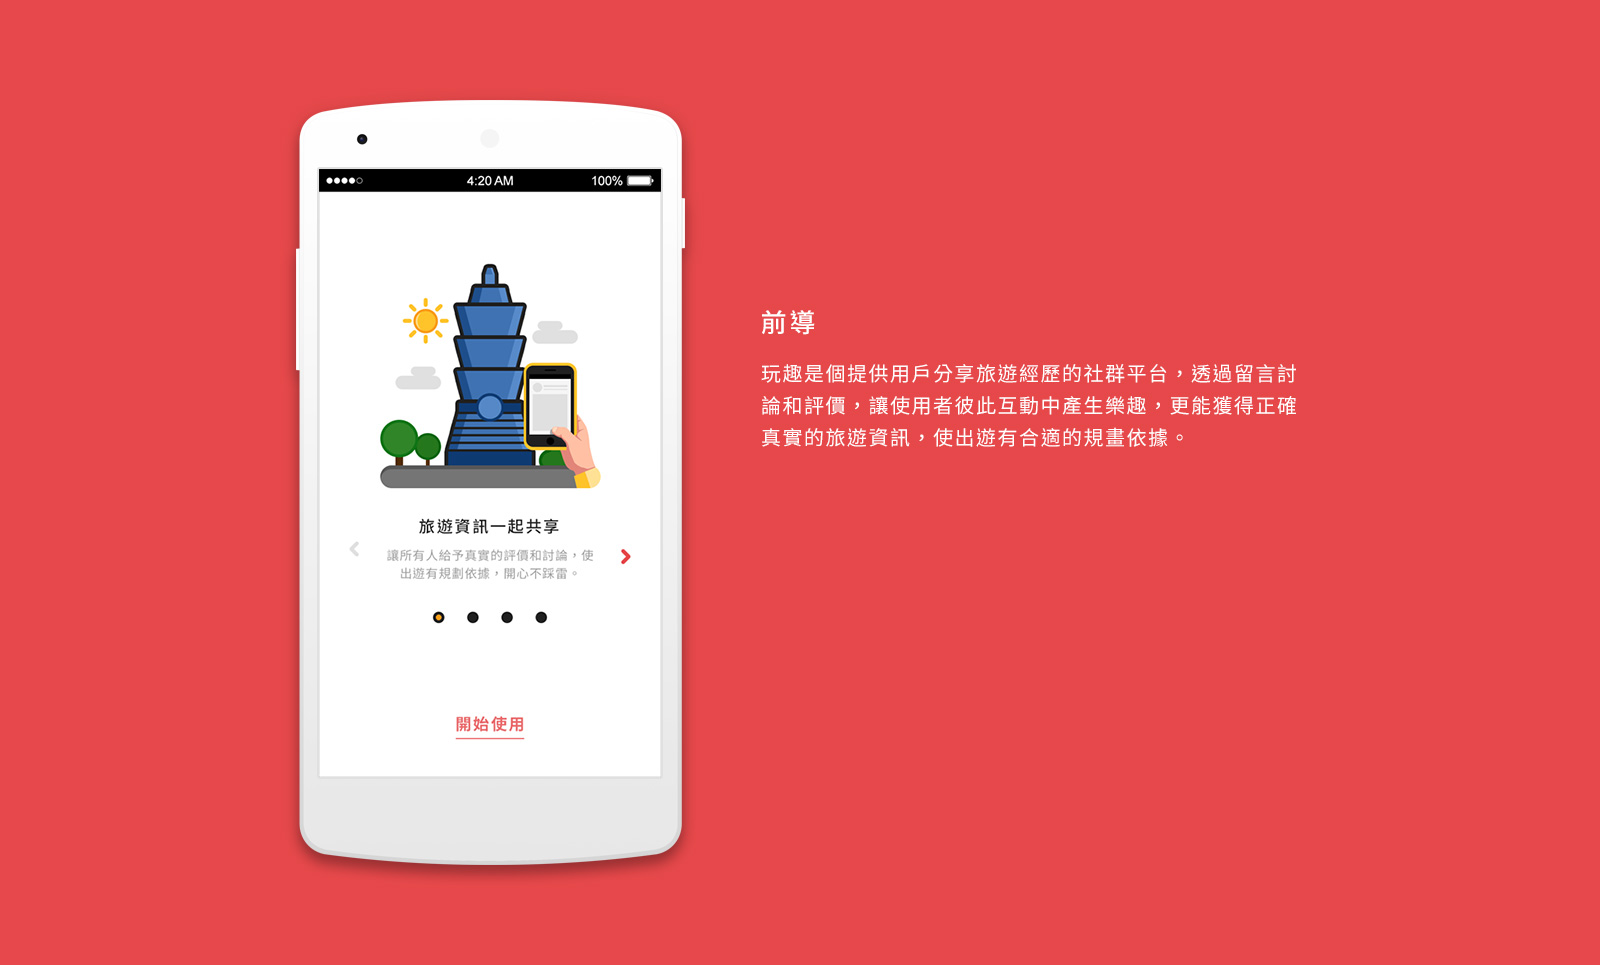 4:20 AM
100%
旅遊資訊一起共享
讓所有人給予真實的評價和討論，使
出遊有規劃依據，開心不踩雷。
開始使用
前導
玩趣是個提供用戶分享旅遊經歷的社群平台，透過留言討
論和評價，讓使用者彼此互動中產生樂趣，更能獲得正確
真實的旅遊資訊，使出遊有合適的規畫依據。